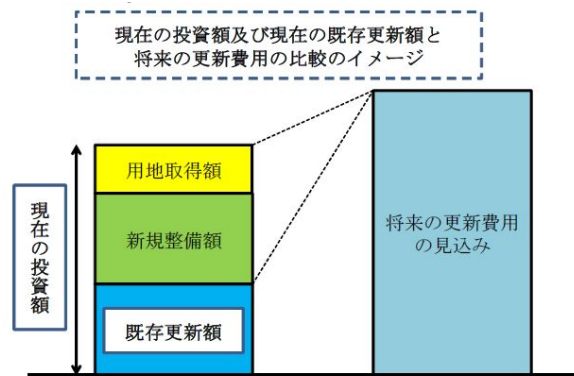 現在の投資額及び現在の既存更新額と
将来の更新費用の比較のイメージ
用地取得額
新規整備額
既存更新額
現在の投資額
将来の更新費用
の見込み